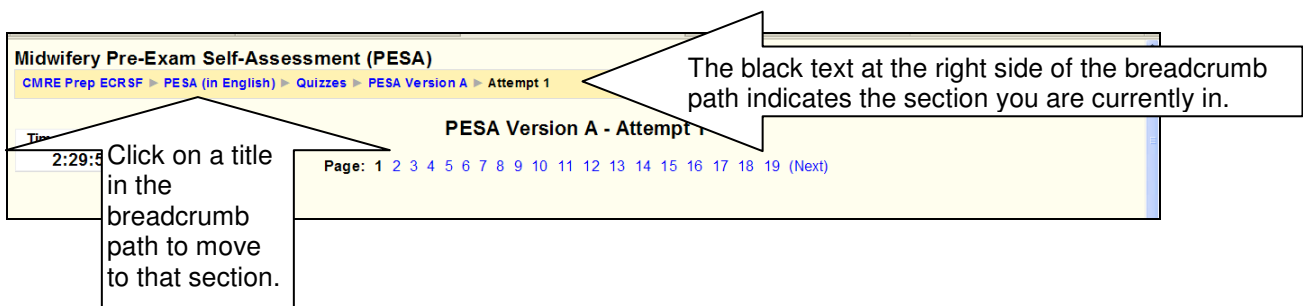 Midwifery Pre-Exam Self-Assessment (PESA)
CMRE Prep ECRSF ► PESA (in English) ► Quizzes ► PESA Version A ► Attempt 1
The black text at the right side of the breadcrumb
path indicates the section you are currently in.
PESA Version A - Attempt 1
2:29:5
Page: 1 2 3 4 5 6 7 8 9 10 11 12 13 14 15 16 17 18 19 (Next)
Click on a title
in the
breadcrumb
path to move
to that section.